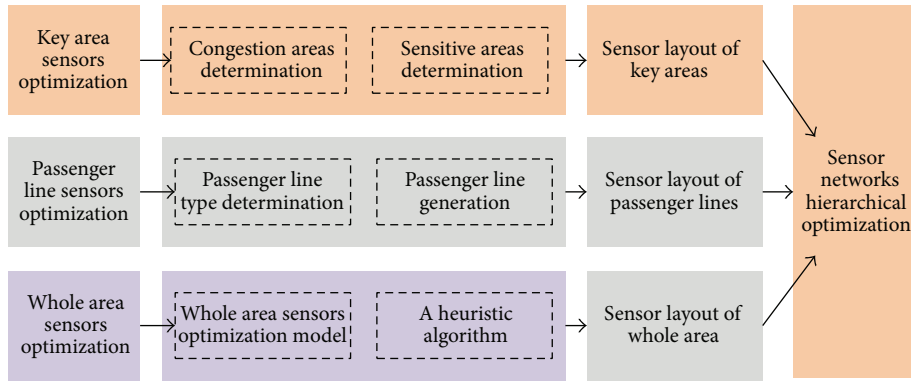 Key area
sensors
optimization
Congestion areas
determination
Sensitive areas
determination
Sensor layout of
key areas
Passenger
line sensors
optimization
Passenger line
type determination
Passenger line
generation
Sensor layout of
passenger lines
Whole area
sensors
optimization
Whole area sensors
optimization model
A heuristic
algorithm
Sensor layout of
whole area
Sensor
networks
hierarchical
optimization